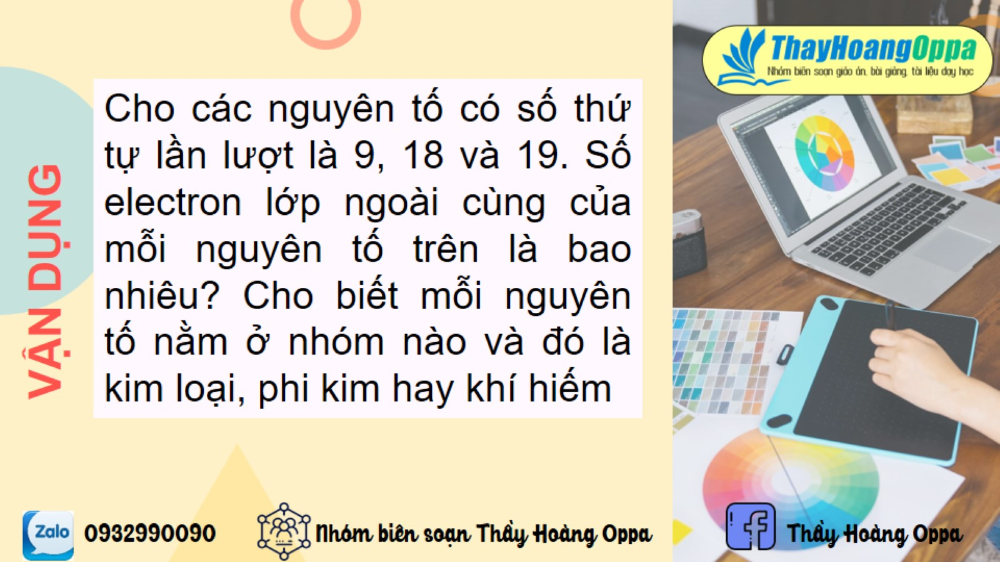 ThayHoangOppa
Nhóm biên soạn giáo án, bài giảng, tài liệu dạy học
VẬN DỤNG
Cho các nguyên tố có số thứ
tự lần lượt là 9, 18 và 19. Số
electron lớp ngoài cùng của
mỗi nguyên tố trên là bao
nhiêu? Cho biết mỗi nguyên
tố nằm ở nhóm nào và đó là
kim loại, phi kim hay khí hiếm
Zalo 0932990090
Nhóm biên soạn Thầy Hoàng Oppa
Thầy Hoàng Oppa